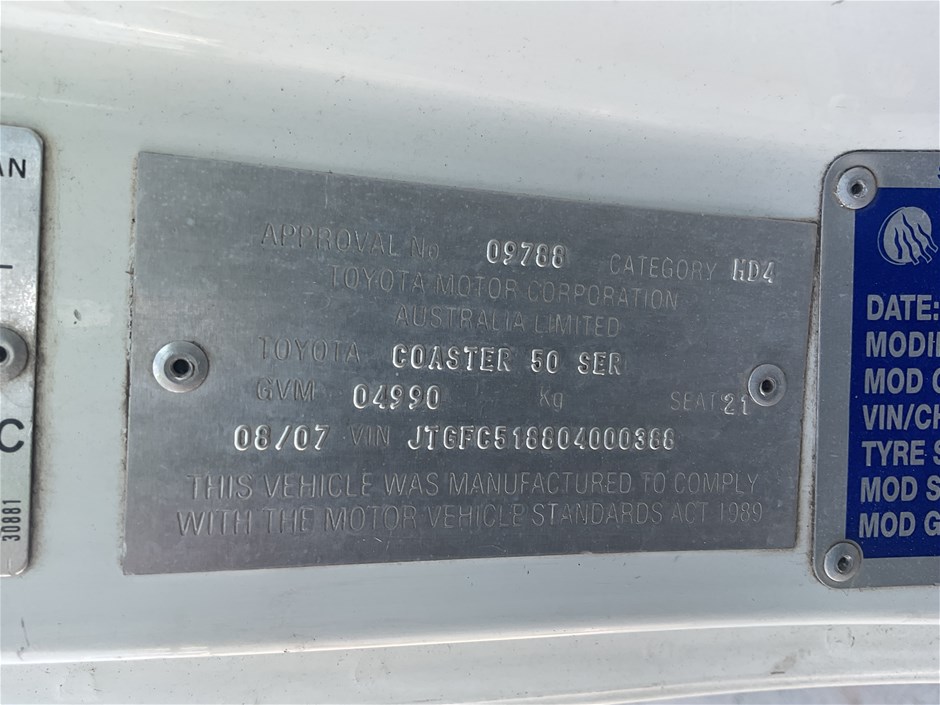 AN
C
30881
APPROVAL No 09788 CATEGORY MD4
TOYOTA MOTOR CORPORATION
AUSTRALIA LIMITED
TOYOTA COASTER 50 SER
GVM 04990 Kg SEAT 21
08/07 VIN JTGFC518804000388
THIS VEHICLE WAS MANUFACTURED TO COMPLY
WITH THE MOTOR VEHICLE STANDARDS ACT 1989
DATE:
MODI
MOD
VIN/CH
TYRE S
MOD S
MOD G